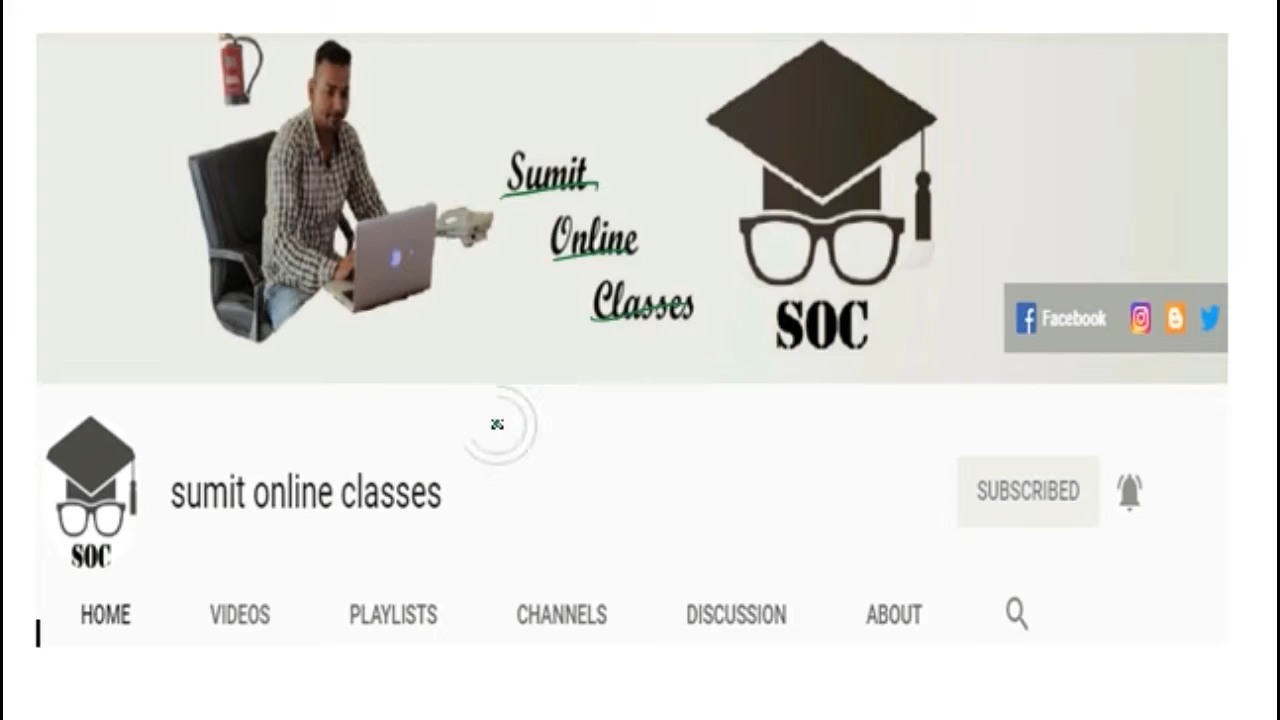 Sumit
Online
Classes
SOC
Facebook
sumit online classes
SOC
SUBSCRIBED
HOME VIDEOS PLAYLISTS CHANNELS DISCUSSION ABOUT